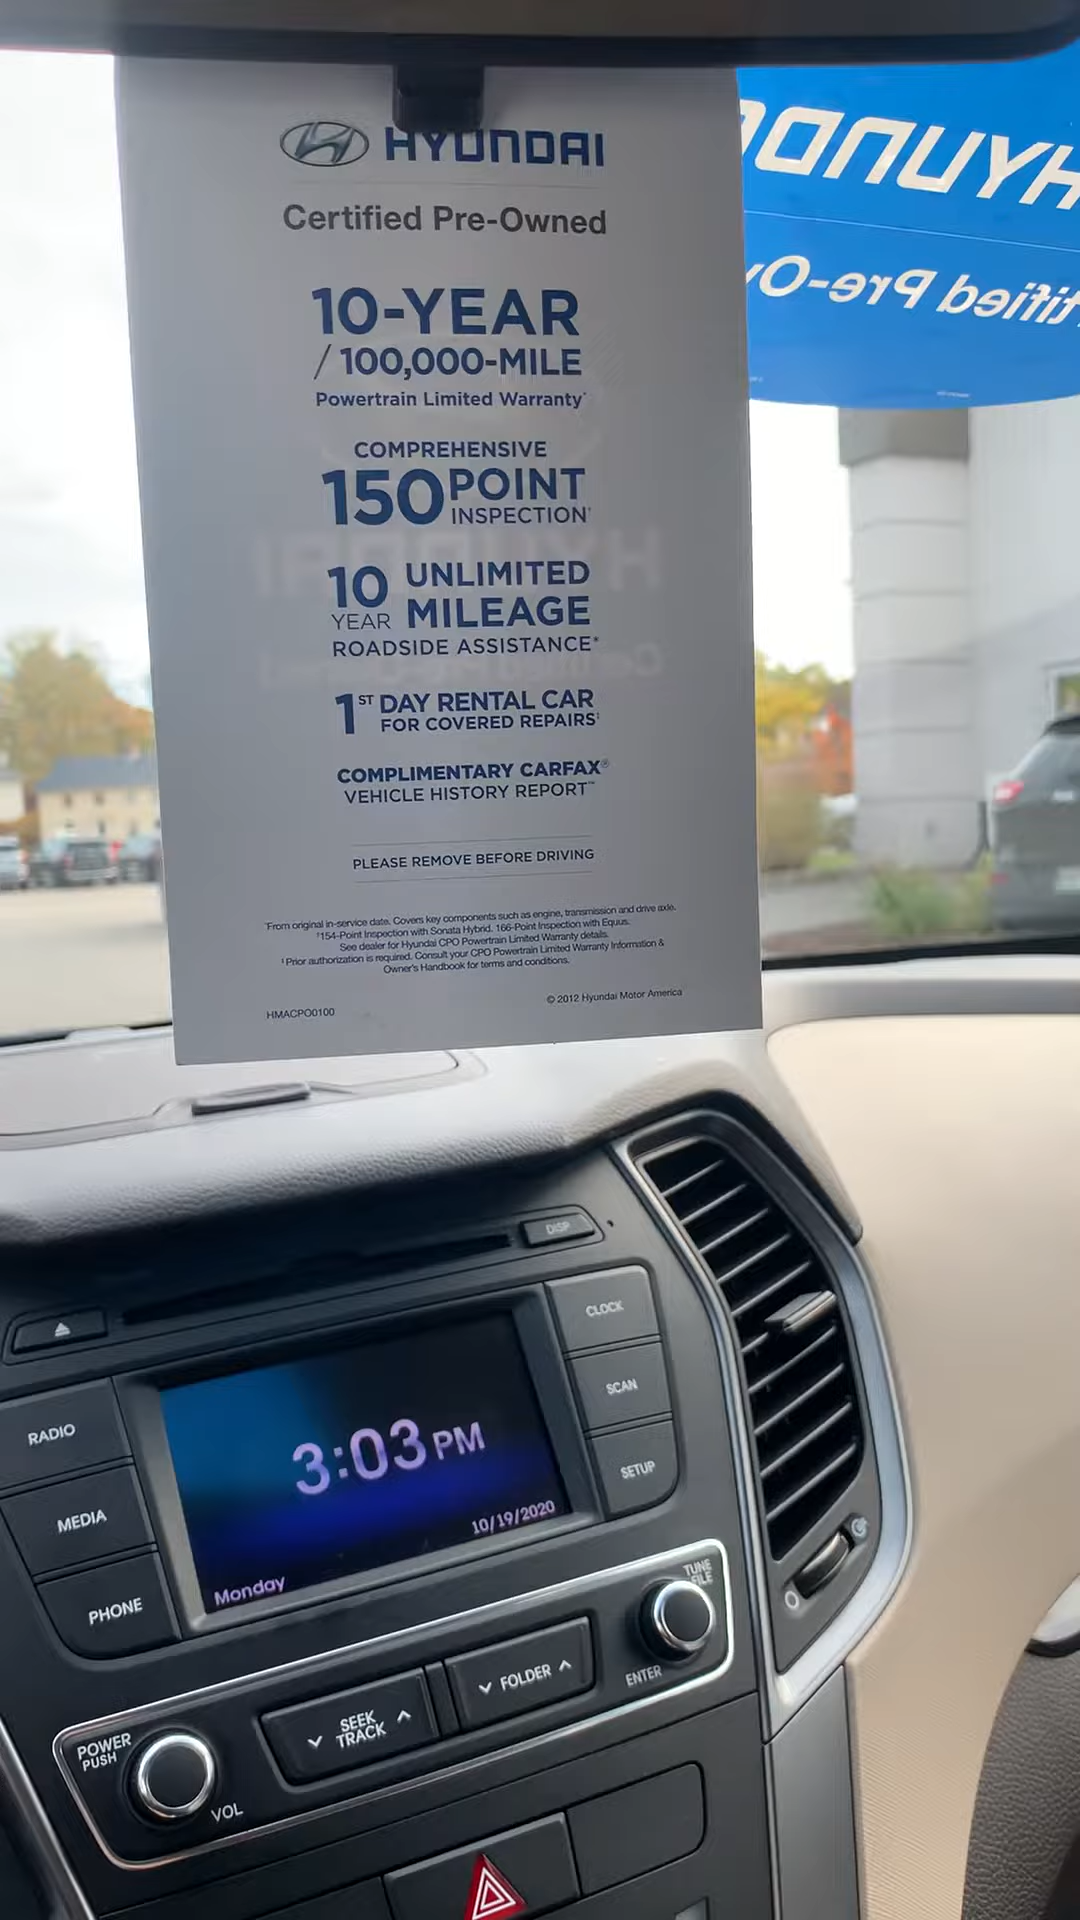 HYUNDAI
Certified Pre-Owned
10-YEAR
/ 100,000-MILE
Powertrain Limited Warranty*
COMPREHENSIVE
150 POINT
INSPECTION†
10 UNLIMITED
YEAR MILEAGE
ROADSIDE ASSISTANCE*
1ST DAY RENTAL CAR
FOR COVERED REPAIRS‡
COMPLIMENTARY CARFAX®
VEHICLE HISTORY REPORT™
PLEASE REMOVE BEFORE DRIVING
*From original in-service date. Covers key components such as engine, transmission and drive axle.
†154-Point Inspection with Sonata Hybrid. 166-Point Inspection with Equus.
See dealer for Hyundai CPO Powertrain Limited Warranty details.
‡Prior authorization is required. Consult your CPO Powertrain Limited Warranty Information &
Owner's Handbook for terms and conditions.
© 2012 Hyundai Motor America
HMACPO0100
HYUND
tified Pre-O
DISP
CLOCK
SCAN
SETUP
RADIO
MEDIA
PHONE
3:03 PM
10/19/2020
Monday
TUNE
FILE
ENTER
FOLDER
SEEK
TRACK
POWER
PUSH
VOL